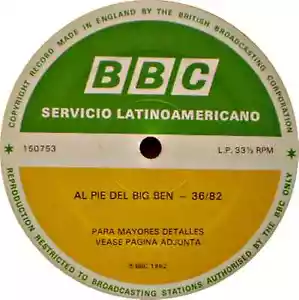 COPYRIGHT RECORD MADE IN ENGLAND BY THE BRITISH BROADCASTING CORPORATION
BBC
SERVICIO LATINOAMERICANO
150753
L.P. 33⅓ RPM
AL PIE DEL BIG BEN – 36/82
PARA MAYORES DETALLES
VEASE PAGINA ADJUNTA
℗ BBC 1982
REPRODUCTION RESTRICTED TO BROADCASTING STATIONS AUTHORISED BY THE BBC ONLY